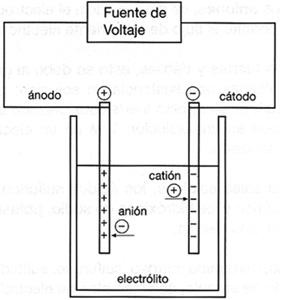 Fuente de
Voltaje
ánodo
+
−
cátodo
catión
+
anión
−
electrólito